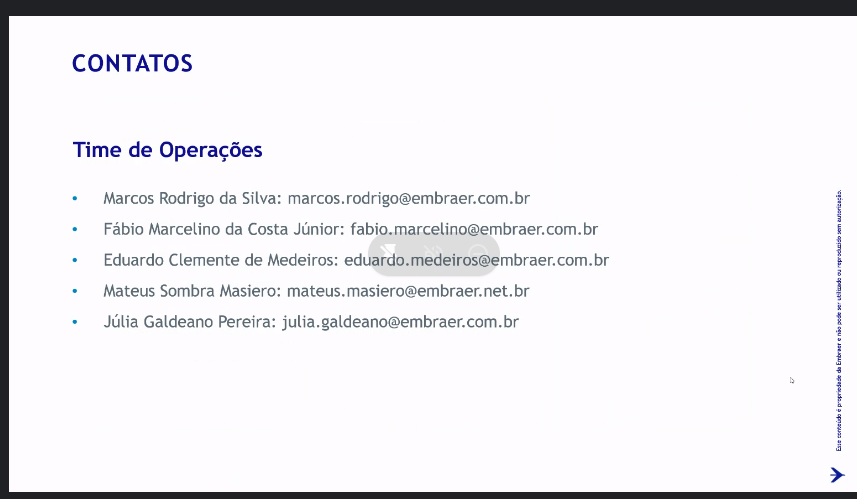 CONTATOS
Time de Operações
• Marcos Rodrigo da Silva: marcos.rodrigo@embraer.com.br
• Fábio Marcelino da Costa Júnior: fabio.marcelino@embraer.com.br
• Eduardo Clemente de Medeiros: eduardo.medeiros@embraer.com.br
• Mateus Sombra Masiero: mateus.masiero@embraer.net.br
• Júlia Galdeano Pereira: julia.galdeano@embraer.com.br
Esse conteúdo é propriedade da Embraer e não pode ser utilizado ou reproduzido sem autorização.